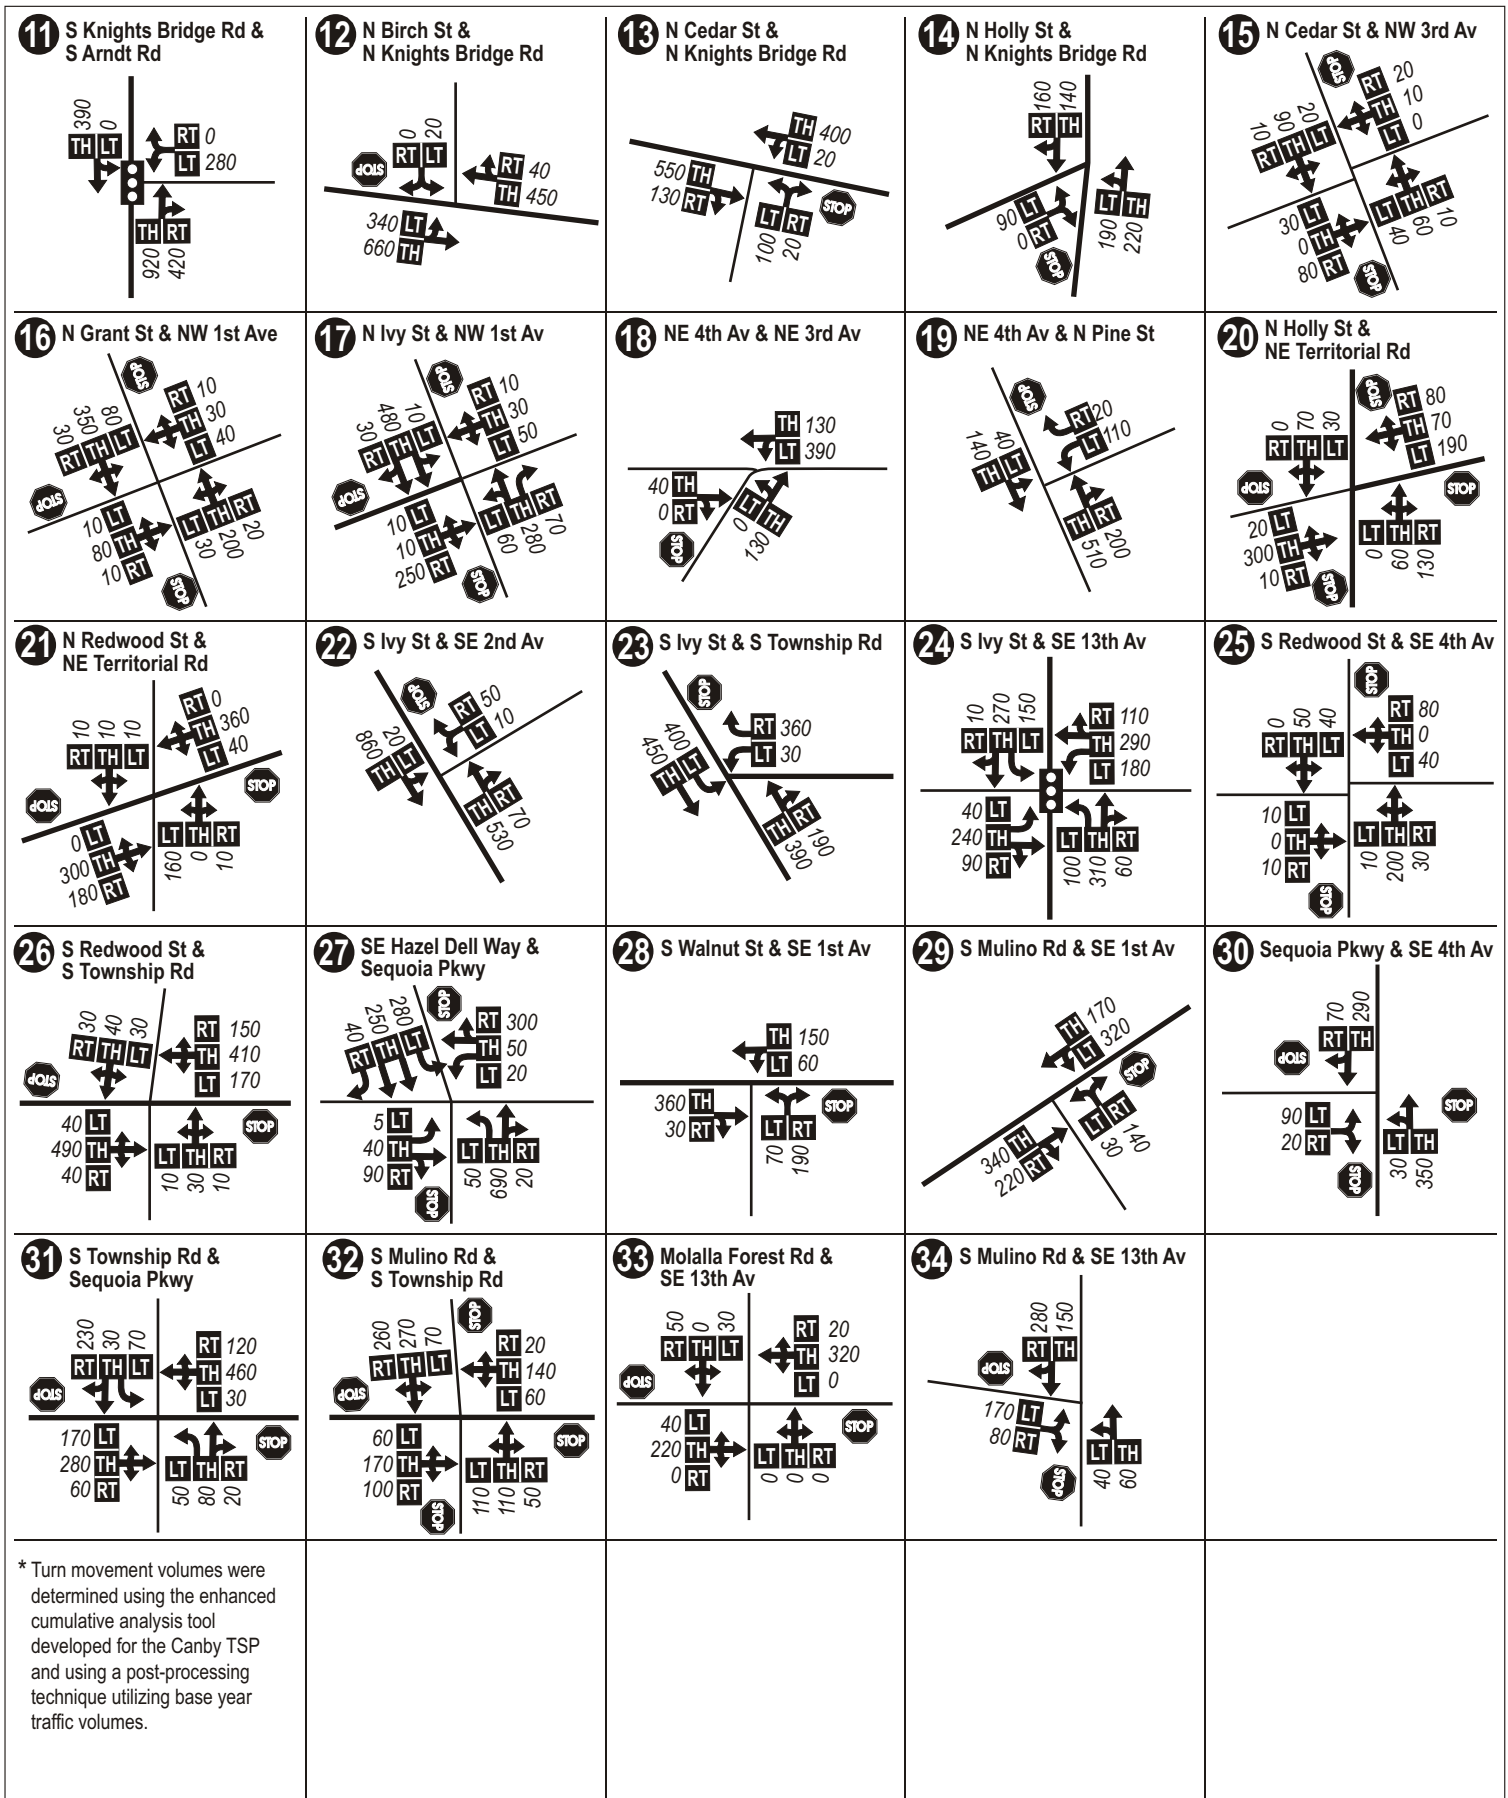 11 S Knights Bridge Rd &
S Arndt Rd
390 0
TH LT
RT 0
LT 280
TH RT
920 420
12 N Birch St &
N Knights Bridge Rd
0 20
RT LT
STOP
RT 40
TH 450
340 LT
660 TH
13 N Cedar St &
N Knights Bridge Rd
TH 400
LT 20
550 TH
130 RT
STOP
LT RT
100 20
14 N Holly St &
N Knights Bridge Rd
160 140
RT TH
90 LT
0 RT
STOP
LT TH
190 220
15 N Cedar St & NW 3rd Av
STOP
RT 20
TH 10
LT 0
10 90 20
RT TH LT
30 LT
0 TH
80 RT
LT TH RT
40 60 10
STOP
16 N Grant St & NW 1st Ave
STOP
RT 10
TH 30
LT 40
30 350 80
RT TH LT
STOP
10 LT
80 TH
10 RT
LT TH RT
30 200 20
STOP
17 N Ivy St & NW 1st Av
STOP
RT 10
TH 30
LT 50
30 480 10
RT TH LT
STOP
10 LT
10 TH
250 RT
LT TH RT
60 280 70
STOP
18 NE 4th Av & NE 3rd Av
TH 130
LT 390
40 TH
0 RT
STOP
LT TH
0 130
19 NE 4th Av & N Pine St
STOP
RT 20
LT 110
140 40
TH LT
TH RT
510 200
20 N Holly St &
NE Territorial Rd
STOP
RT 80
TH 70
LT 190
0 70 30
RT TH LT
STOP
STOP
20 LT
300 TH
10 RT
STOP
LT TH RT
0 60 130
21 N Redwood St &
NE Territorial Rd
RT 0
TH 360
LT 40
10 10 10
RT TH LT
STOP
STOP
0 LT
300 TH
180 RT
LT TH RT
160 0 10
22 S Ivy St & SE 2nd Av
STOP
RT 50
LT 10
860 20
TH LT
TH RT
530 70
23 S Ivy St & S Township Rd
STOP
RT 360
LT 30
450 400
TH LT
TH RT
390 190
24 S Ivy St & SE 13th Av
10 270 150
RT TH LT
RT 110
TH 290
LT 180
40 LT
240 TH
90 RT
LT TH RT
100 310 60
25 S Redwood St & SE 4th Av
STOP
0 50 40
RT TH LT
RT 80
TH 0
LT 40
10 LT
0 TH
10 RT
LT TH RT
10 200 30
STOP
26 S Redwood St &
S Township Rd
30 40 30
RT TH LT
RT 150
TH 410
LT 170
STOP
STOP
40 LT
490 TH
40 RT
LT TH RT
10 30 10
27 SE Hazel Dell Way &
Sequoia Pkwy
STOP
40 250 280
RT TH LT
RT 300
TH 50
LT 20
5 LT
40 TH
90 RT
STOP
LT TH RT
50 690 20
28 S Walnut St & SE 1st Av
TH 150
LT 60
360 TH
30 RT
STOP
LT RT
70 190
29 S Mulino Rd & SE 1st Av
TH 170
LT 320
STOP
340 TH
220 RT
LT RT
30 140
30 Sequoia Pkwy & SE 4th Av
70 290
RT TH
STOP
STOP
90 LT
20 RT
STOP
LT TH
30 350
31 S Township Rd &
Sequoia Pkwy
230 30 70
RT TH LT
RT 120
TH 460
LT 30
STOP
STOP
170 LT
280 TH
60 RT
LT TH RT
50 80 20
32 S Mulino Rd &
S Township Rd
STOP
260 270 70
RT TH LT
RT 20
TH 140
LT 60
STOP
STOP
60 LT
170 TH
100 RT
STOP
LT TH RT
110 110 50
33 Molalla Forest Rd &
SE 13th Av
50 0 30
RT TH LT
RT 20
TH 320
LT 0
STOP
STOP
40 LT
220 TH
0 RT
LT TH RT
0 0 0
34 S Mulino Rd & SE 13th Av
280 150
RT TH
STOP
170 LT
80 RT
STOP
LT TH
40 60
* Turn movement volumes were
determined using the enhanced
cumulative analysis tool
developed for the Canby TSP
and using a post-processing
technique utilizing base year
traffic volumes.